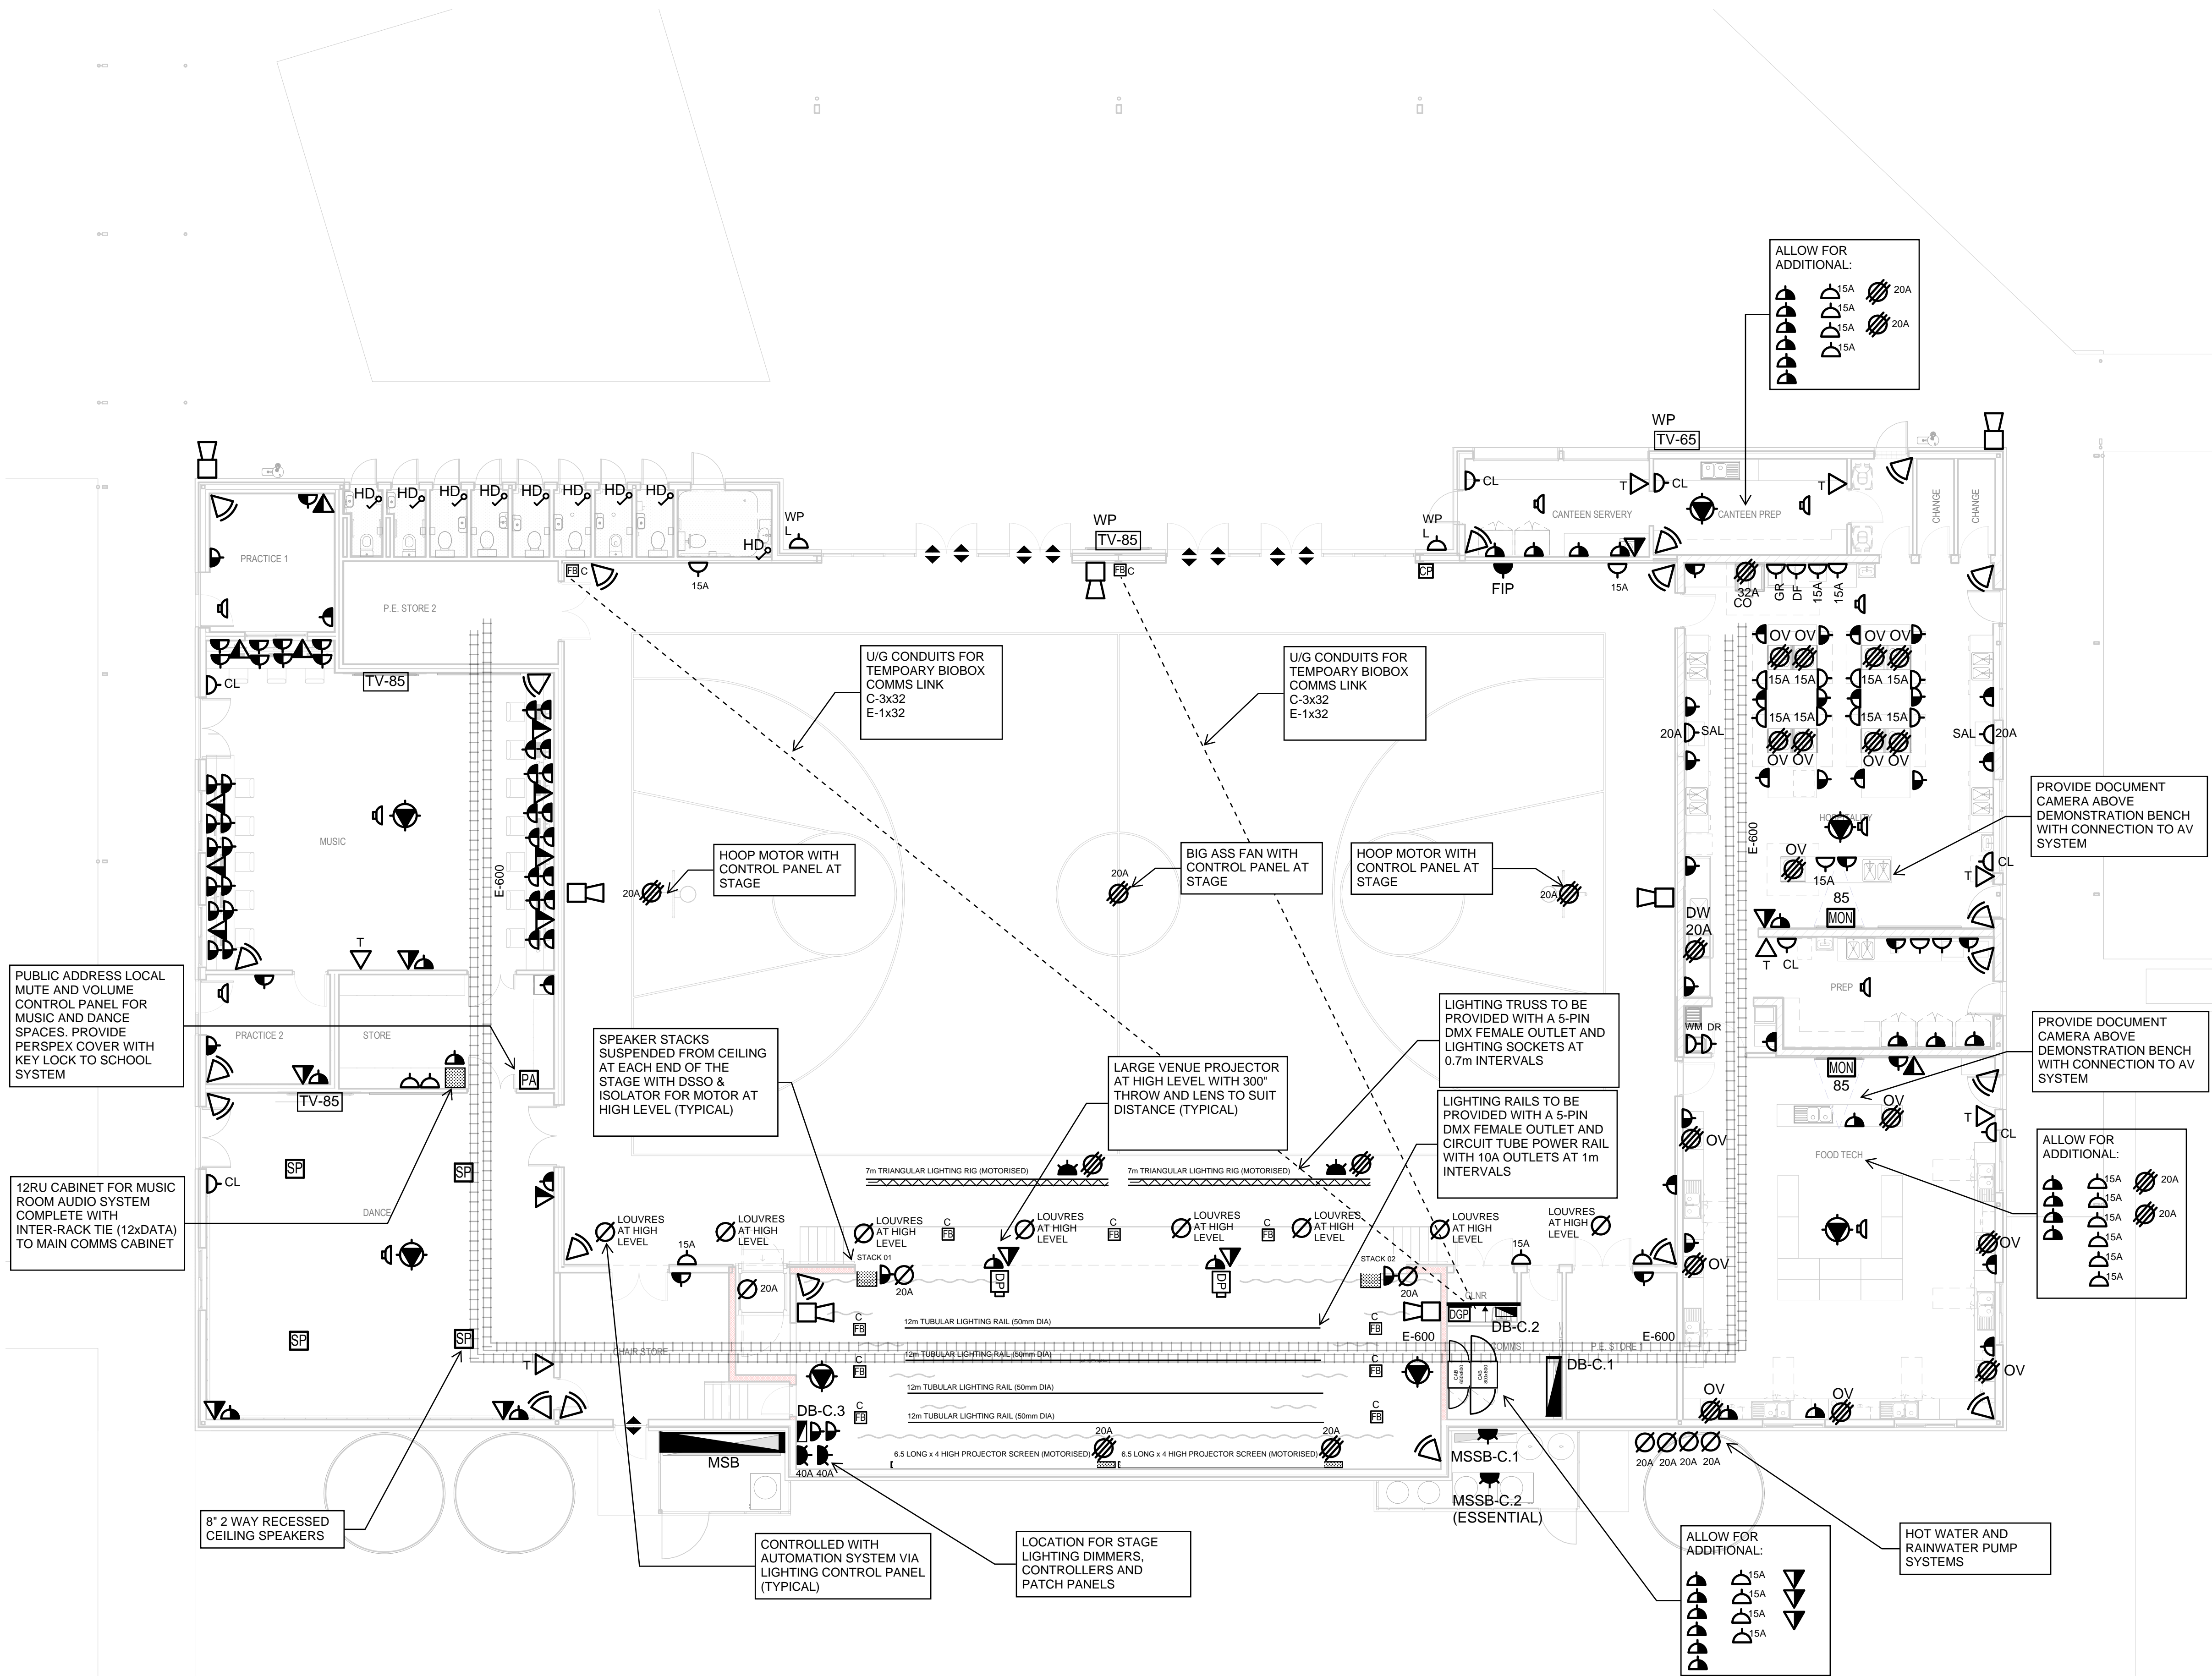 ALLOW FOR
ADDITIONAL:
15A
20A
15A
15A
20A
15A
WP
TV-65
HD
HD
HD
HD
HD
HD
HD
HD
HD
WP
L
WP
TV-85
WP
L
CL
T
CL
T
CANTEEN SERVERY
CANTEEN PREP
CHANGE
CHANGE
PRACTICE 1
P.E. STORE 2
FB C
15A
FB C
CP
FIP
15A
32A
CO
GR
DF
15A
15A
U/G CONDUITS FOR
TEMPOARY BIOBOX
COMMS LINK
C-3x32
E-1x32
U/G CONDUITS FOR
TEMPOARY BIOBOX
COMMS LINK
C-3x32
E-1x32
OV OV
OV OV
15A 15A
15A 15A
15A 15A
15A 15A
OV OV
OV OV
CL
TV-85
20A
SAL
SAL
20A
PROVIDE DOCUMENT
CAMERA ABOVE
DEMONSTRATION BENCH
WITH CONNECTION TO AV
SYSTEM
MUSIC
E-600
HOOP MOTOR WITH
CONTROL PANEL AT
STAGE
20A
BIG ASS FAN WITH
CONTROL PANEL AT
STAGE
20A
HOOP MOTOR WITH
CONTROL PANEL AT
STAGE
20A
HOSPITALITY
E-600
OV
15A
CL
T
85
MON
DW
20A
T
CL
PREP
T
PUBLIC ADDRESS LOCAL
MUTE AND VOLUME
CONTROL PANEL FOR
MUSIC AND DANCE
SPACES. PROVIDE
PERSPEX COVER WITH
KEY LOCK TO SCHOOL
SYSTEM
PRACTICE 2
STORE
PA
TV-85
SPEAKER STACKS
SUSPENDED FROM CEILING
AT EACH END OF THE
STAGE WITH DSSO &
ISOLATOR FOR MOTOR AT
HIGH LEVEL (TYPICAL)
LARGE VENUE PROJECTOR
AT HIGH LEVEL WITH 300"
THROW AND LENS TO SUIT
DISTANCE (TYPICAL)
LIGHTING TRUSS TO BE
PROVIDED WITH A 5-PIN
DMX FEMALE OUTLET AND
LIGHTING SOCKETS AT
0.7m INTERVALS
LIGHTING RAILS TO BE
PROVIDED WITH A 5-PIN
DMX FEMALE OUTLET AND
CIRCUIT TUBE POWER RAIL
WITH 10A OUTLETS AT 1m
INTERVALS
WM DR
MON
85
PROVIDE DOCUMENT
CAMERA ABOVE
DEMONSTRATION BENCH
WITH CONNECTION TO AV
SYSTEM
OV
T
CL
OV
FOOD TECH
ALLOW FOR
ADDITIONAL:
15A
20A
15A
15A
20A
15A
15A
15A
12RU CABINET FOR MUSIC
ROOM AUDIO SYSTEM
COMPLETE WITH
INTER-RACK TIE (12xDATA)
TO MAIN COMMS CABINET
SP
SP
CL
DANCE
7m TRIANGULAR LIGHTING RIG (MOTORISED)
7m TRIANGULAR LIGHTING RIG (MOTORISED)
LOUVRES
AT HIGH
LEVEL
LOUVRES
AT HIGH
LEVEL
LOUVRES
AT HIGH
LEVEL
C
FB
LOUVRES
AT HIGH
LEVEL
C
FB
LOUVRES
AT HIGH
LEVEL
C
FB
LOUVRES
AT HIGH
LEVEL
LOUVRES
AT HIGH
LEVEL
LOUVRES
AT HIGH
LEVEL
15A
STACK 01
20A
20A
DP
DP
STACK 02
20A
15A
OV
OV
CLNR
DGP
DB-C.2
SP
SP
C
FB
12m TUBULAR LIGHTING RAIL (50mm DIA)
C
FB
E-600
E-600
CHAIR STORE
T
C
FB
12m TUBULAR LIGHTING RAIL (50mm DIA)
C
FB
COMMS
P.E. STORE 1
DB-C.1
CAB
600x800
CAB
800x800
OV
12m TUBULAR LIGHTING RAIL (50mm DIA)
DB-C.3
C
FB
12m TUBULAR LIGHTING RAIL (50mm DIA)
C
FB
OV
OV
40A 40A
MSB
6.5 LONG x 4 HIGH PROJECTOR SCREEN (MOTORISED)
20A
6.5 LONG x 4 HIGH PROJECTOR SCREEN (MOTORISED)
20A
MSSB-C.1
MSSB-C.2
(ESSENTIAL)
20A 20A 20A 20A
8" 2 WAY RECESSED
CEILING SPEAKERS
CONTROLLED WITH
AUTOMATION SYSTEM VIA
LIGHTING CONTROL PANEL
(TYPICAL)
LOCATION FOR STAGE
LIGHTING DIMMERS,
CONTROLLERS AND
PATCH PANELS
ALLOW FOR
ADDITIONAL:
15A
15A
15A
15A
HOT WATER AND
RAINWATER PUMP
SYSTEMS